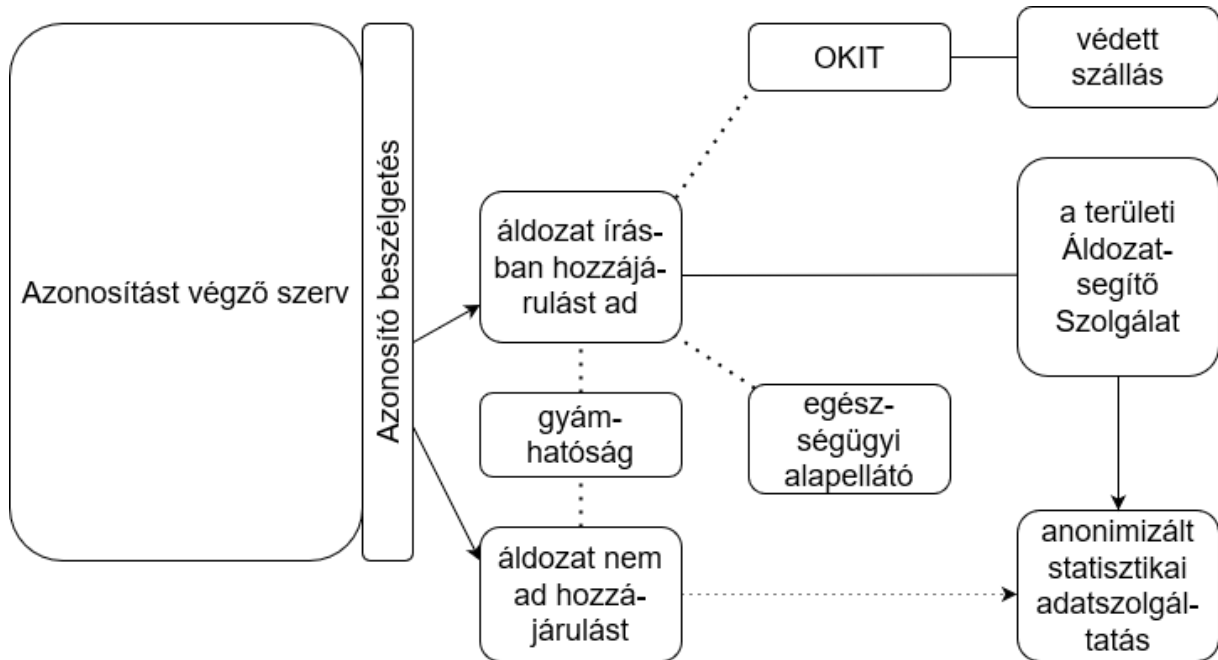 Azonosítást végző szerv
Azonosító beszélgetés
OKIT
védett
szállás
áldozat írás-
ban hozzájá-
rulást ad
a területi
Áldozat-
segítő
Szolgálat
gyám-
hatóság
egész-
ségügyi
alapellátó
áldozat nem
ad hozzá-
járulást
anonimizált
statisztikai
adatszolgál-
tatás